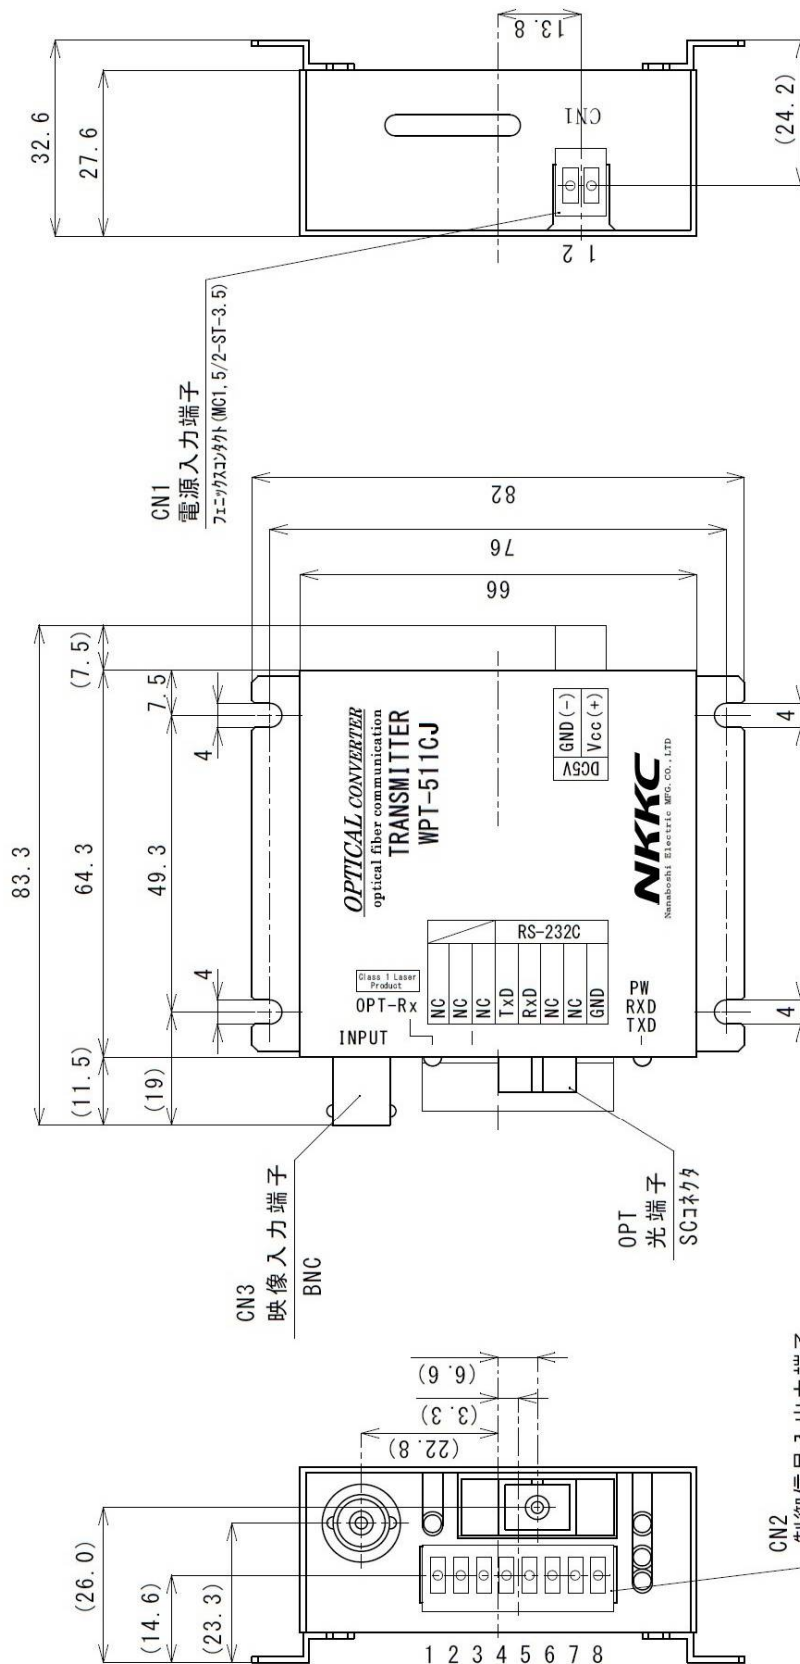 32.6
27.6
13.8
CN1
(24.2)
1 2
CN1
電源入力端子
フェニックスコンタクト(MC1,5/2-ST-3.5)
82
76
66
83.3
(7.5)
64.3
7.5
49.3
4
4
4
4
(11.5)
(19)
OPTICAL CONVERTER
optical fiber communication
TRANSMITTER
WPT-511CJ
DC5V
GND(-)
Vcc(+)
NKKC
Nanaboshi Electric MFG.CO.,LTD
Class 1 Laser
Product
OPT-Rx
INPUT
RS-232C
NC
NC
NC
TxD
RxD
NC
NC
GND
PW
RXD
TXD
CN3
映像入力端子
BNC
OPT
光端子
SCコネクタ
(6.6)
(3.3)
(22.8)
(26.0)
(14.6)
(23.3)
1 2 3 4 5 6 7 8
CN2